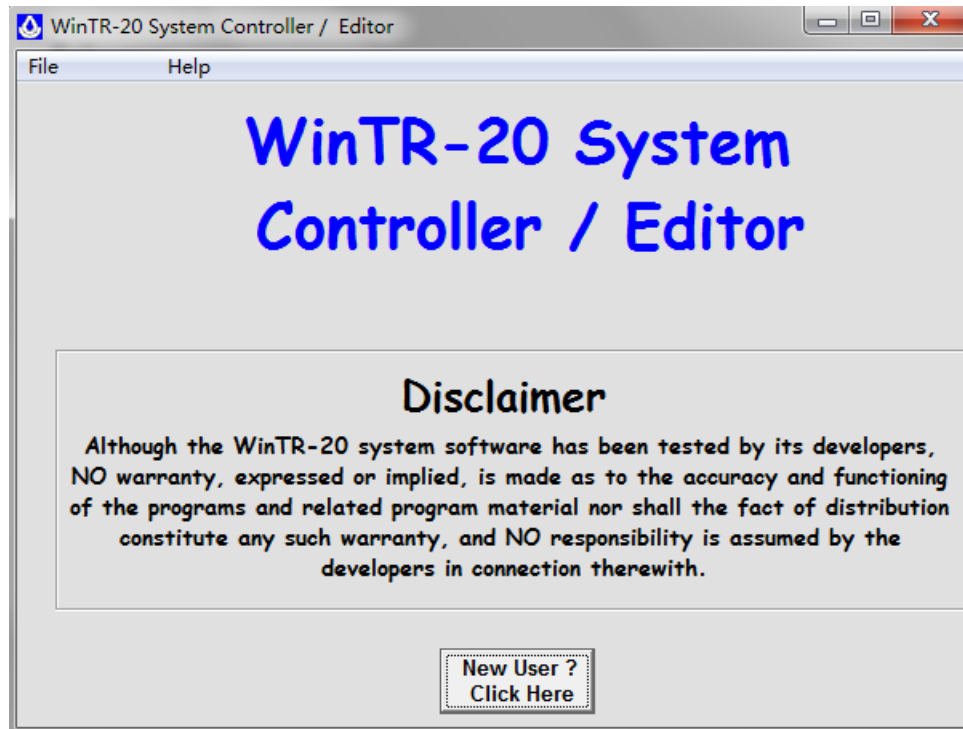 WinTR-20 System Controller / Editor
File Help
WinTR-20 System
Controller / Editor
Disclaimer
Although the WinTR-20 system software has been tested by its developers,
NO warranty, expressed or implied, is made as to the accuracy and functioning
of the programs and related program material nor shall the fact of distribution
constitute any such warranty, and NO responsibility is assumed by the
developers in connection therewith.
New User ?
Click Here